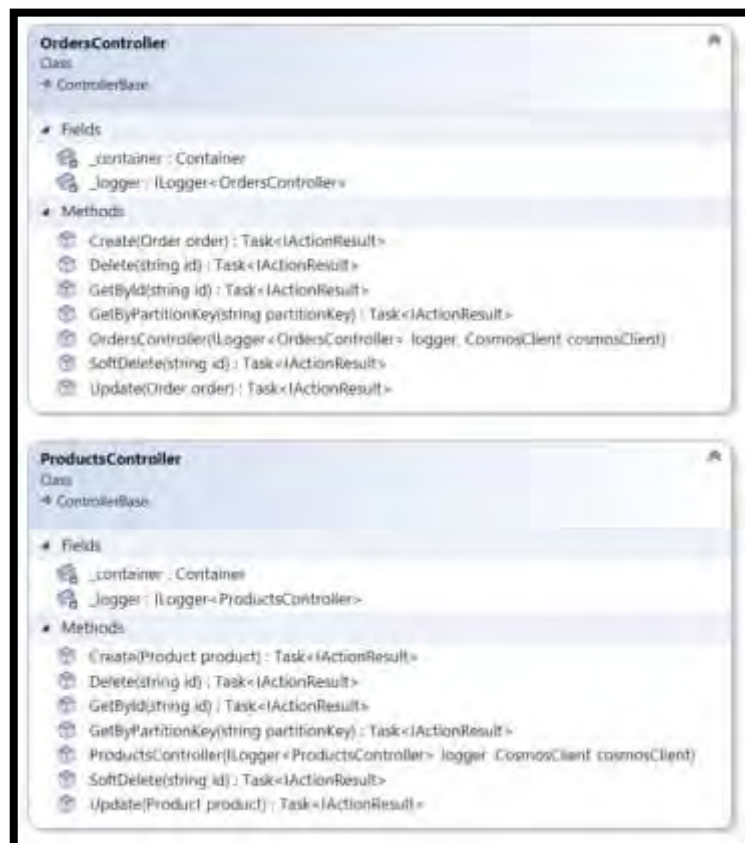 OrdersController
Class
ControllerBase
Fields
_container : Container
_logger : ILogger<OrdersController>
Methods
Create(Order order) : Task<IActionResult>
Delete(string id) : Task<IActionResult>
GetById(string id) : Task<IActionResult>
GetByPartitionKey(string partitionKey) : Task<IActionResult>
OrdersController(ILogger<OrdersController> logger, CosmosClient cosmosClient)
SoftDelete(string id) : Task<IActionResult>
Update(Order order) : Task<IActionResult>
ProductsController
Class
ControllerBase
Fields
_container : Container
_logger : ILogger<ProductsController>
Methods
Create(Product product) : Task<IActionResult>
Delete(string id) : Task<IActionResult>
GetById(string id) : Task<IActionResult>
GetByPartitionKey(string partitionKey) : Task<IActionResult>
ProductsController(ILogger<ProductsController> logger, CosmosClient cosmosClient)
SoftDelete(string id) : Task<IActionResult>
Update(Product product) : Task<IActionResult>